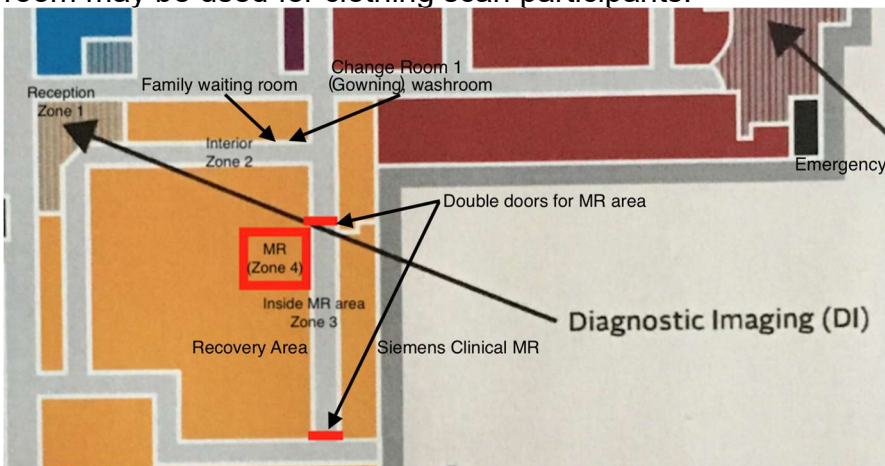 room may be used for clothing scan participants.
Change Room 1
Family waiting room
(Gowning) washroom
Reception
Zone 1
Interior
Zone 2
Emergency
Double doors for MR area
MR
(Zone 4)
Inside MR area
Zone 3
Diagnostic Imaging (DI)
Recovery Area
Siemens Clinical MR